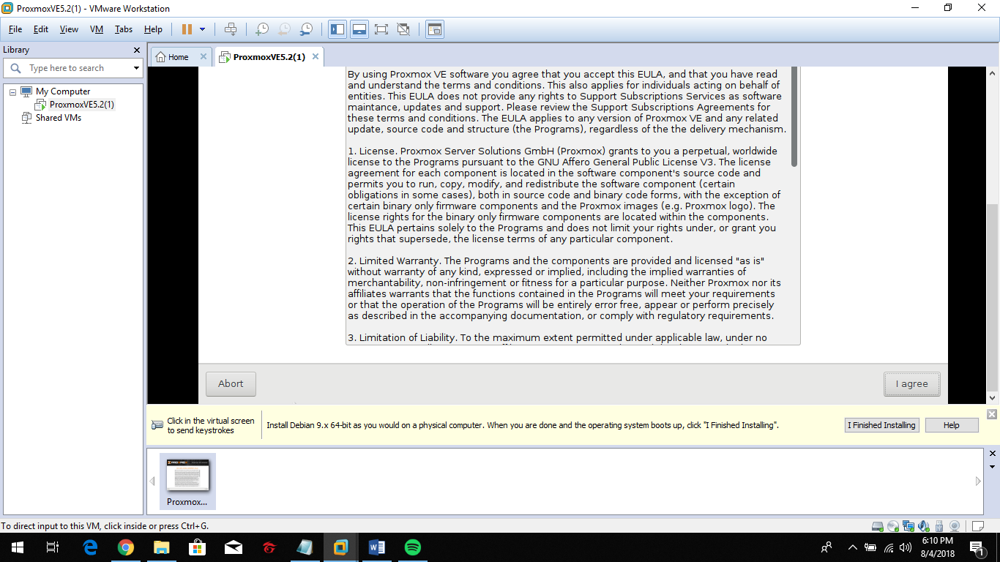 ProxmoxVE5.2(1) - VMware Workstation
File Edit View VM Tabs Help
Library
Type here to search
My Computer
ProxmoxVE5.2(1)
Shared VMs
Home ProxmoxVE5.2(1)
By using Proxmox VE software you agree that you accept this EULA, and that you have read
and understand the terms and conditions. This also applies for individuals acting on behalf of
entities. This EULA does not provide any rights to Support Subscriptions Services as software
maintance, updates and support. Please review the Support Subscriptions Agreements for
these terms and conditions. The EULA applies to any version of Proxmox VE and any related
update, source code and structure (the Programs), regardless of the the delivery mechanism.
1. License. Proxmox Server Solutions GmbH (Proxmox) grants to you a perpetual, worldwide
license to the Programs pursuant to the GNU Affero General Public License V3. The license
agreement for each component is located in the software component's source code and
permits you to run, copy, modify, and redistribute the software component (certain
obligations in some cases), both in source code and binary code forms, with the exception of
certain binary only firmware components and the Proxmox images (e.g. Proxmox logo). The
license rights for the binary only firmware components are located within the components.
This EULA pertains solely to the Programs and does not limit your rights under, or grant you
rights that supersede, the license terms of any particular component.
2. Limited Warranty. The Programs and the components are provided and licensed "as is"
without warranty of any kind, expressed or implied, including the implied warranties of
merchantability, non-infringement or fitness for a particular purpose. Neither Proxmox nor its
affiliates warrants that the functions contained in the Programs will meet your requirements
or that the operation of the Programs will be entirely error free, appear or perform precisely
as described in the accompanying documentation, or comply with regulatory requirements.
3. Limitation of Liability. To the maximum extent permitted under applicable law, under no
Abort
I agree
Click in the virtual screen
to send keystrokes
Install Debian 9.x 64-bit as you would on a physical computer. When you are done and the operating system boots up, click "I Finished Installing".
I Finished Installing
Help
Proxmox...
To direct input to this VM, click inside or press Ctrl+G.
6:10 PM
8/4/2018
1